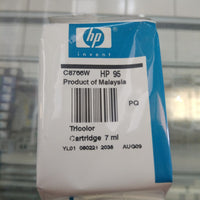 hp
invent
C8766W HP 95
Product of Malaysia
PQ
Tricolor
Cartridge 7 ml
YL01 080221 2038 AUG09